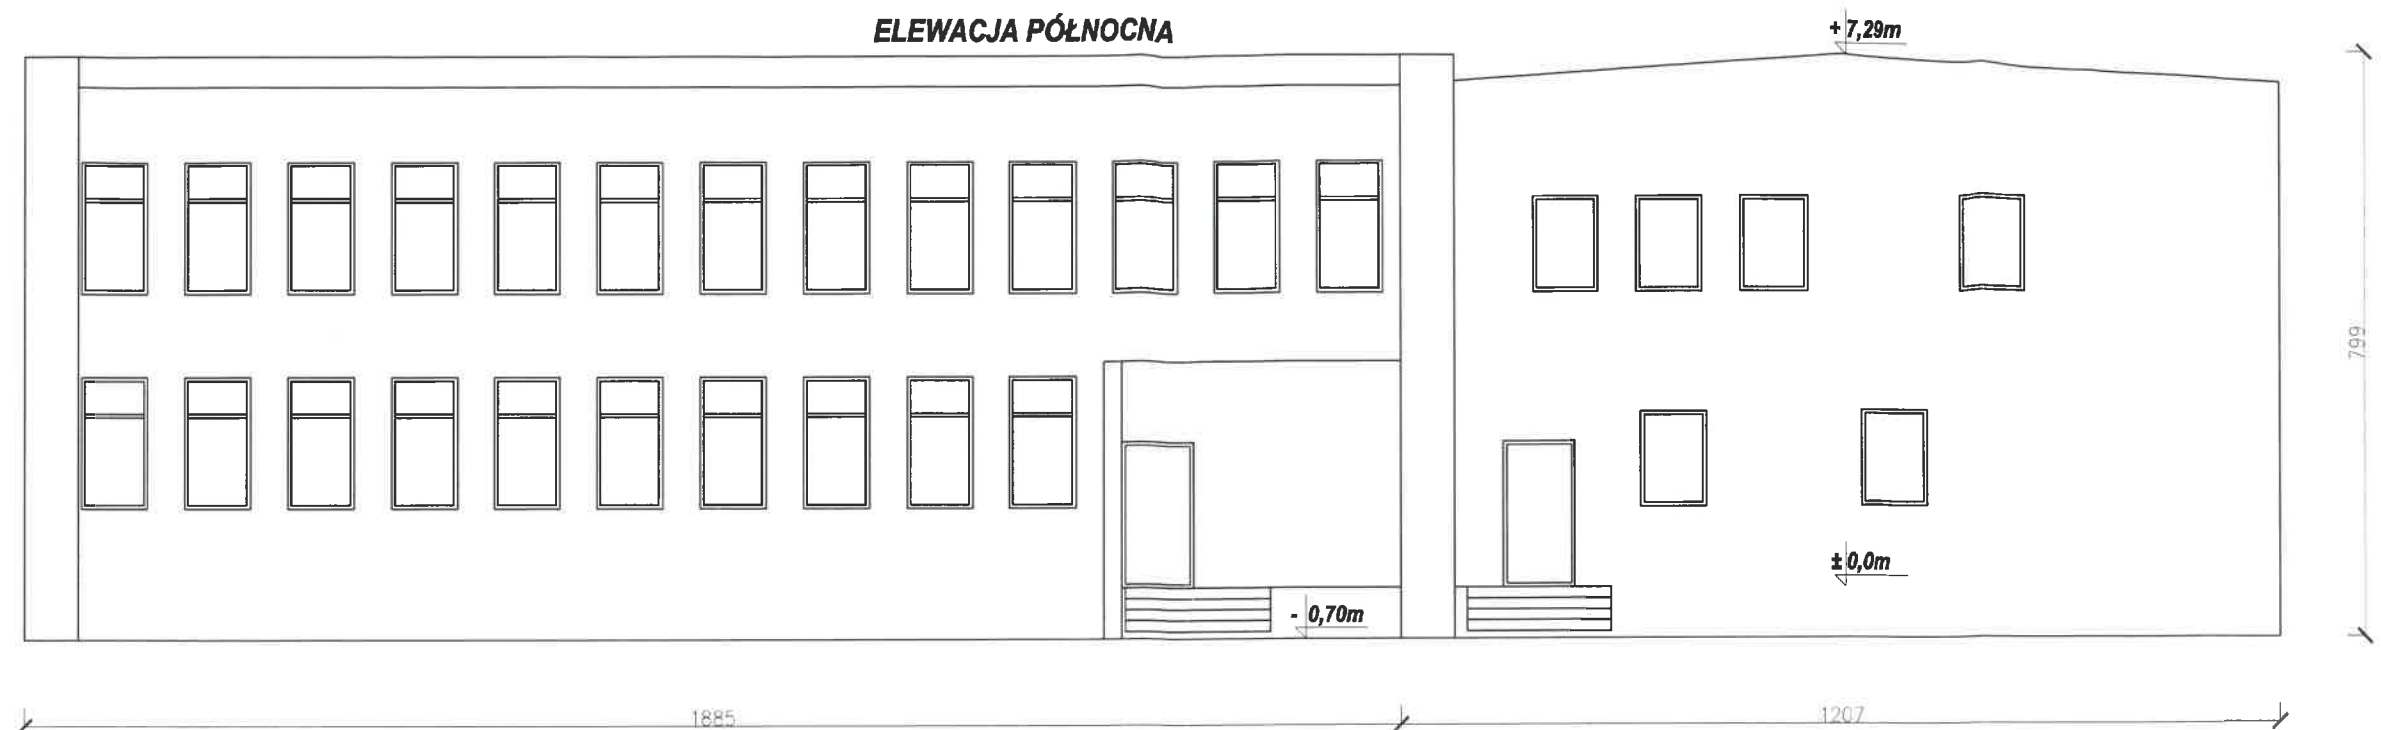 ELEWACJA PÓŁNOCNA
+ 7,29m
799
± 0,0m
- 0,70m
1885
1207